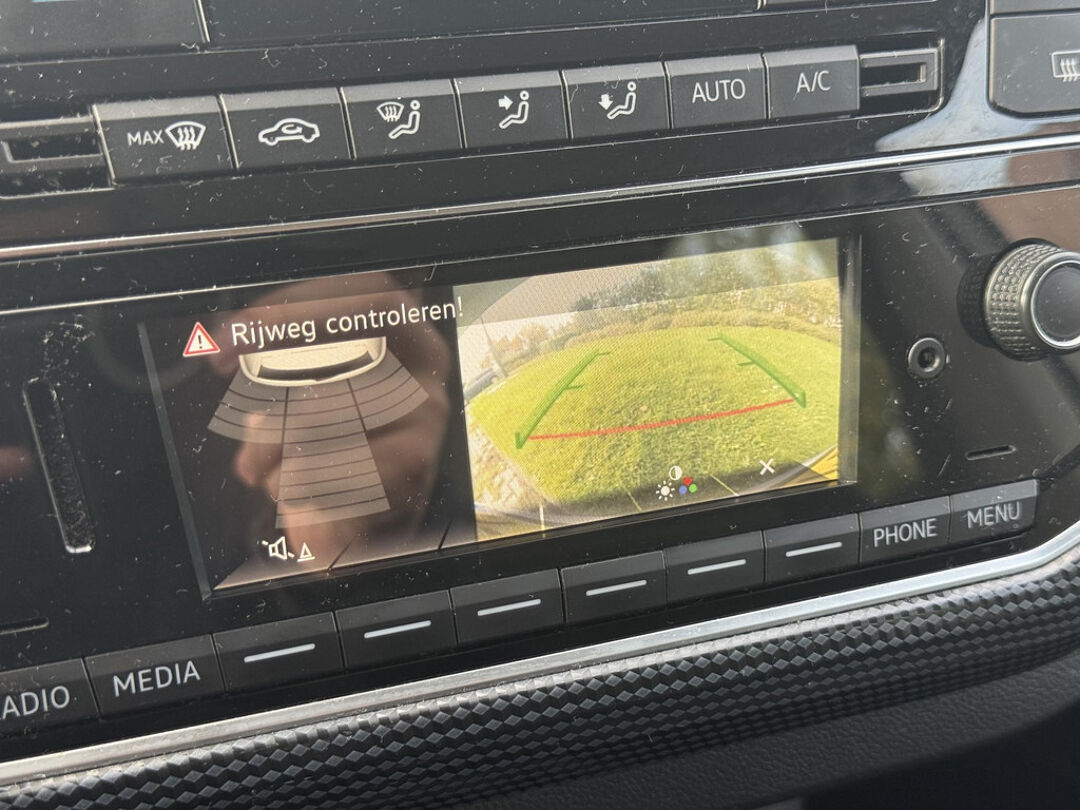 MAX
AUTO
A/C
Rijweg controleren!
ADIO
MEDIA
PHONE
MENU